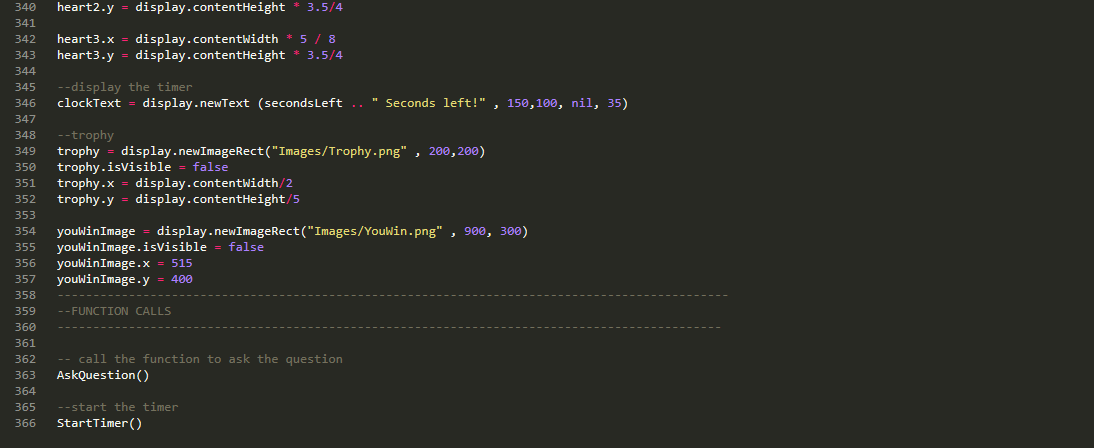 340 heart2.y = display.contentHeight * 3.5/4
341
342 heart3.x = display.contentWidth * 5 / 8
343 heart3.y = display.contentHeight * 3.5/4
344
345 --display the timer
346 clockText = display.newText (secondsLeft .. " Seconds left!" , 150,100, nil, 35)
347
348 --trophy
349 trophy = display.newImageRect("Images/Trophy.png" , 200,200)
350 trophy.isVisible = false
351 trophy.x = display.contentWidth/2
352 trophy.y = display.contentHeight/5
353
354 youWinImage = display.newImageRect("Images/YouWin.png" , 900, 300)
355 youWinImage.isVisible = false
356 youWinImage.x = 515
357 youWinImage.y = 400
358 ----------------------------------------------------------------------------------------------
359 --FUNCTION CALLS
360 ---------------------------------------------------------------------------------------------
361
362 -- call the function to ask the question
363 AskQuestion()
364
365 --start the timer
366 StartTimer()